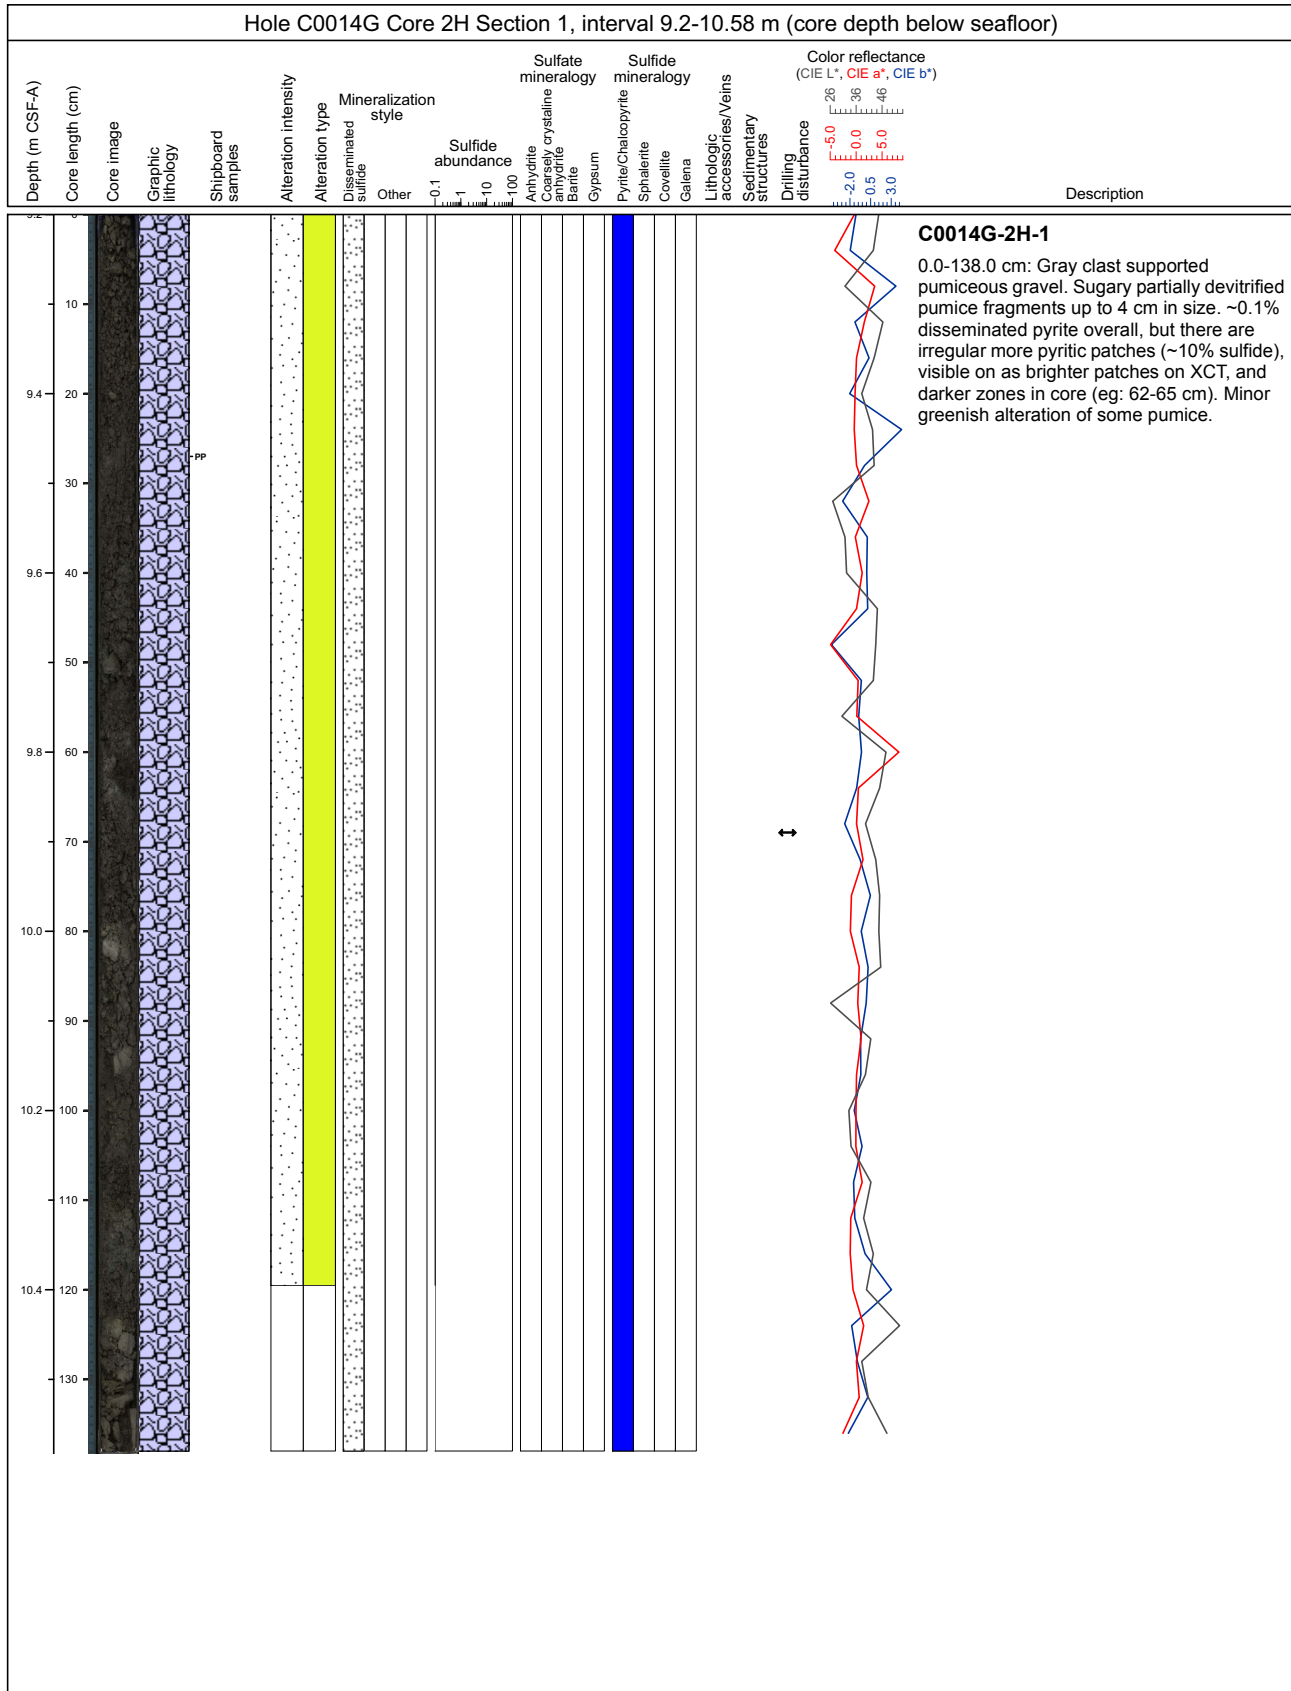 Hole C0014G Core 2H Section 1, interval 9.2-10.58 m (core depth below seafloor)
Depth (m CSF-A)
Core length (cm)
Core image
Graphic
lithology
Shipboard
samples
Alteration intensity
Alteration type
Mineralization
style
Disseminated
sulfide
Other
Sulfide
abundance
0.1
1
10
100
Sulfate
mineralogy
Anhydrite
Coarsely crystaline
anhydrite
Barite
Gypsum
Sulfide
mineralogy
Pyrite/Chalcopyrite
Sphalerite
Covellite
Galena
Lithologic
accessories/Veins
Sedimentary
structures
Drilling
disturbance
Color reflectance
(CIE L*, CIE a*, CIE b*)
26
36
46
-5.0
0.0
5.0
-2.0
0.5
3.0
Description
9.2
9.4
9.6
9.8
10.0
10.2
10.4
0
10
20
30
40
50
60
70
80
90
100
110
120
130
PP
C0014G-2H-1
0.0-138.0 cm: Gray clast supported
pumiceous gravel. Sugary partially devitrified
pumice fragments up to 4 cm in size. ~0.1%
disseminated pyrite overall, but there are
irregular more pyritic patches (~10% sulfide),
visible on as brighter patches on XCT, and
darker zones in core (eg: 62-65 cm). Minor
greenish alteration of some pumice.